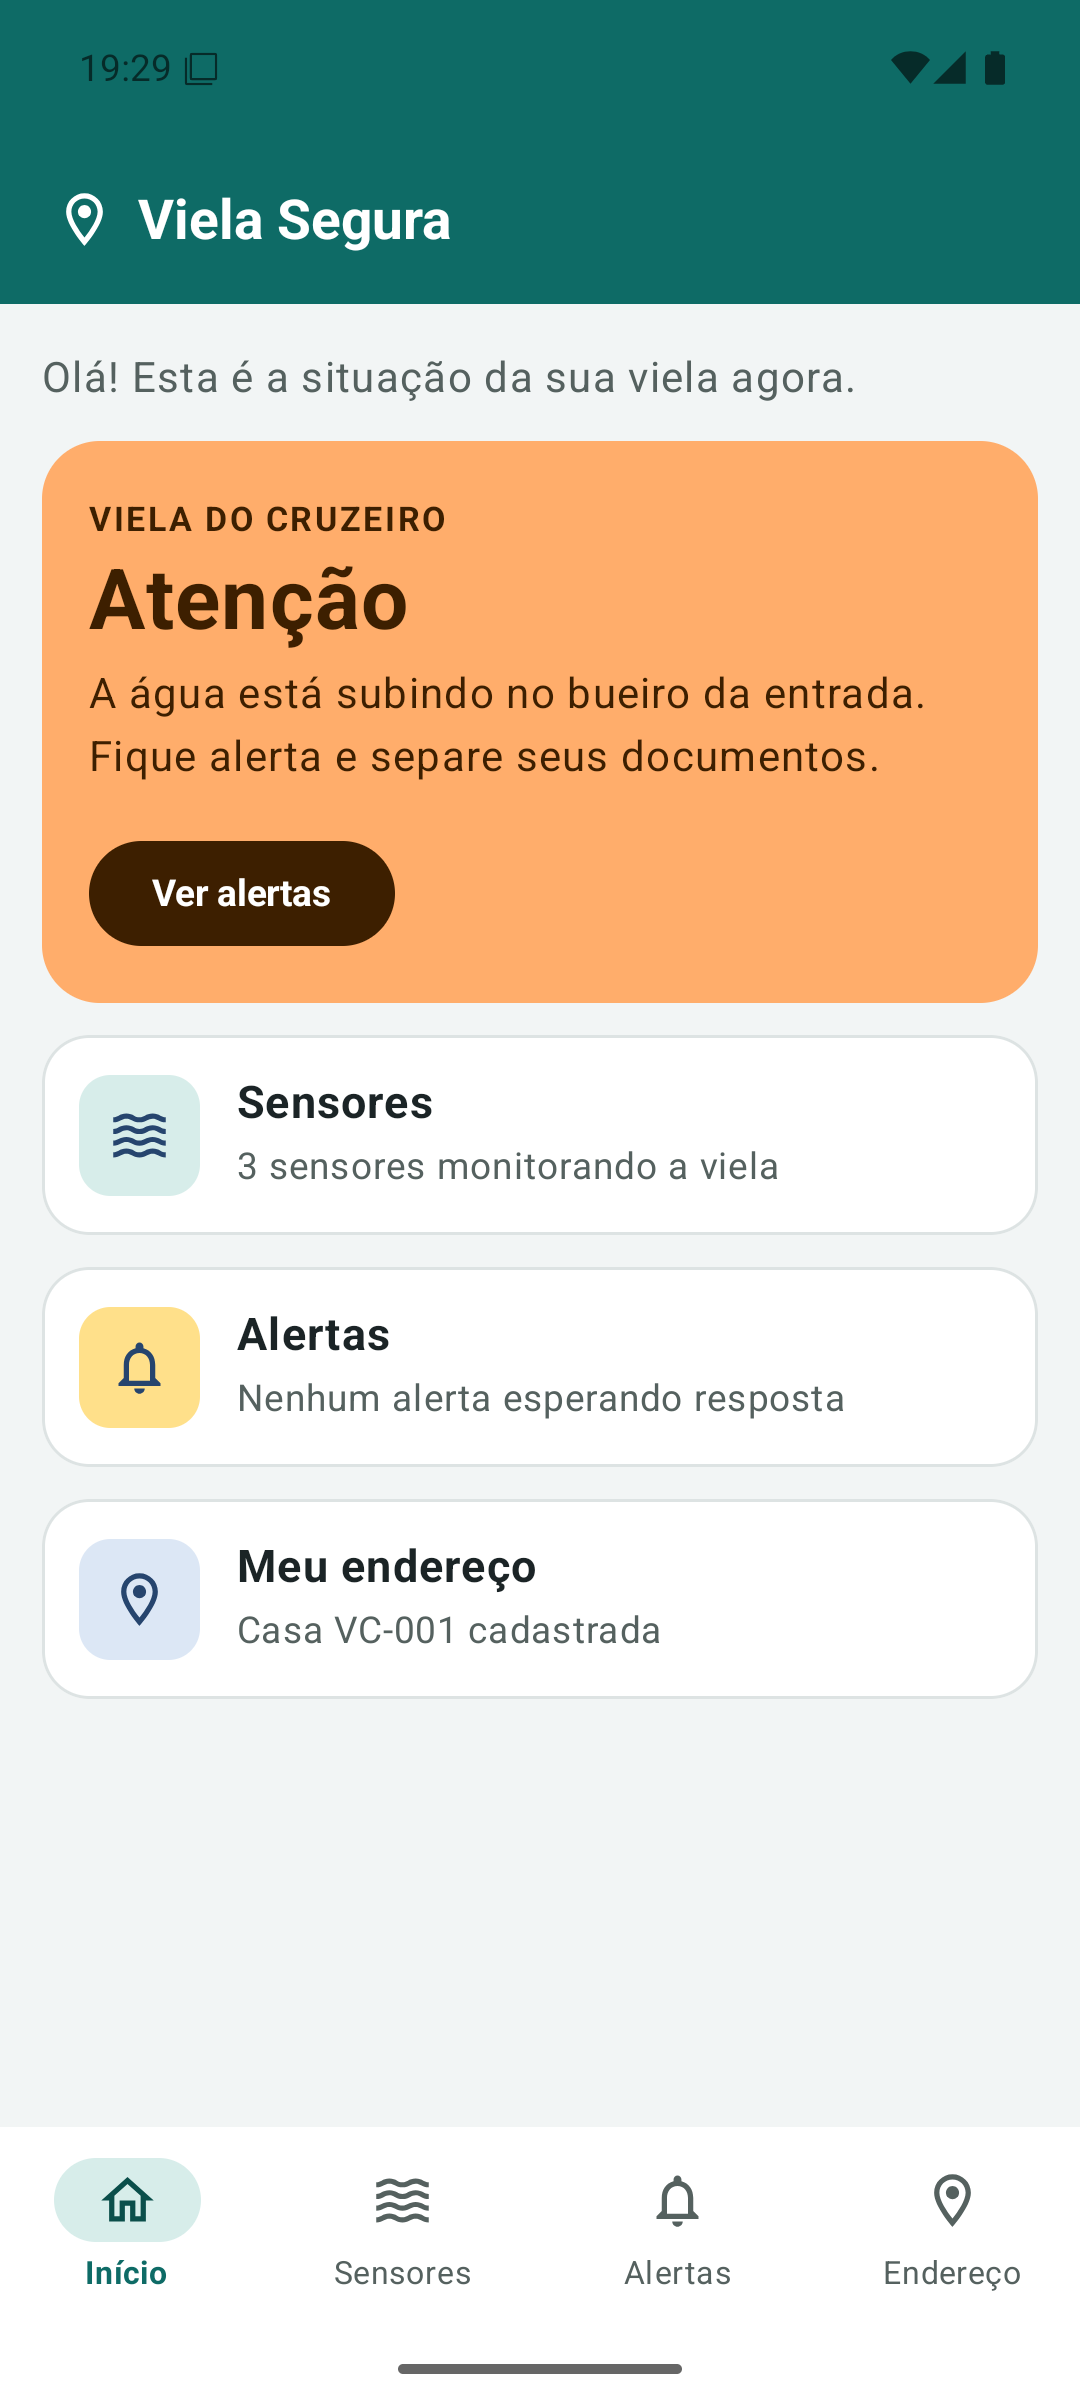 19:29
Viela Segura
Olá! Esta é a situação da sua viela agora.
VIELA DO CRUZEIRO
Atenção
A água está subindo no bueiro da entrada.
Fique alerta e separe seus documentos.
Ver alertas
Sensores
3 sensores monitorando a viela
Alertas
Nenhum alerta esperando resposta
Meu endereço
Casa VC-001 cadastrada
Início
Sensores
Alertas
Endereço